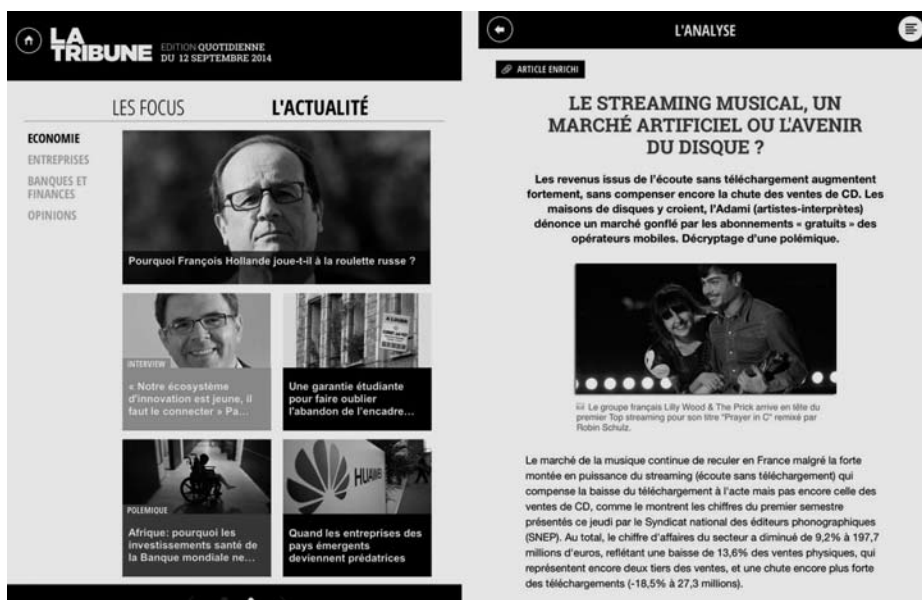 LA
TRIBUNE
EDITION QUOTIDIENNE
DU 12 SEPTEMBRE 2014
LES FOCUS
L'ACTUALITÉ
ECONOMIE
ENTREPRISES
BANQUES ET
FINANCES
OPINIONS
Pourquoi François Hollande joue-t-il à la roulette russe ?
INTERVIEW
« Notre écosystème
d'innovation est jeune, il
faut le connecter » Pa...
Une garantie étudiante
pour faire oublier
l'abandon de l'encadre...
HUAWEI
POLEMIQUE
Afrique: pourquoi les
investissements santé de
la Banque mondiale ne...
Quand les entreprises des
pays émergents
deviennent prédatrices
L'ANALYSE
ARTICLE ENRICHI
LE STREAMING MUSICAL, UN
MARCHÉ ARTIFICIEL OU L'AVENIR
DU DISQUE ?
Les revenus issus de l'écoute sans téléchargement augmentent
fortement, sans compenser encore la chute des ventes de CD. Les
maisons de disques y croient, l'Adami (artistes-interprètes)
dénonce un marché gonflé par les abonnements « gratuits » des
opérateurs mobiles. Décryptage d'une polémique.
Le groupe français Lilly Wood & The Prick arrive en tête du
premier Top streaming pour son titre "Prayer in C" remixé par
Robin Schulz.
Le marché de la musique continue de reculer en France malgré la forte
montée en puissance du streaming (écoute sans téléchargement) qui
compense la baisse du téléchargement à l'acte mais pas encore celle des
ventes de CD, comme le montrent les chiffres du premier semestre
présentés ce jeudi par le Syndicat national des éditeurs phonographiques
(SNEP). Au total, le chiffre d'affaires du secteur a diminué de 9,2% à 197,7
millions d'euros, reflétant une baisse de 13,6% des ventes physiques, qui
représentent encore deux tiers des ventes, et une chute encore plus forte
des téléchargements (-18,5% à 27,3 millions).